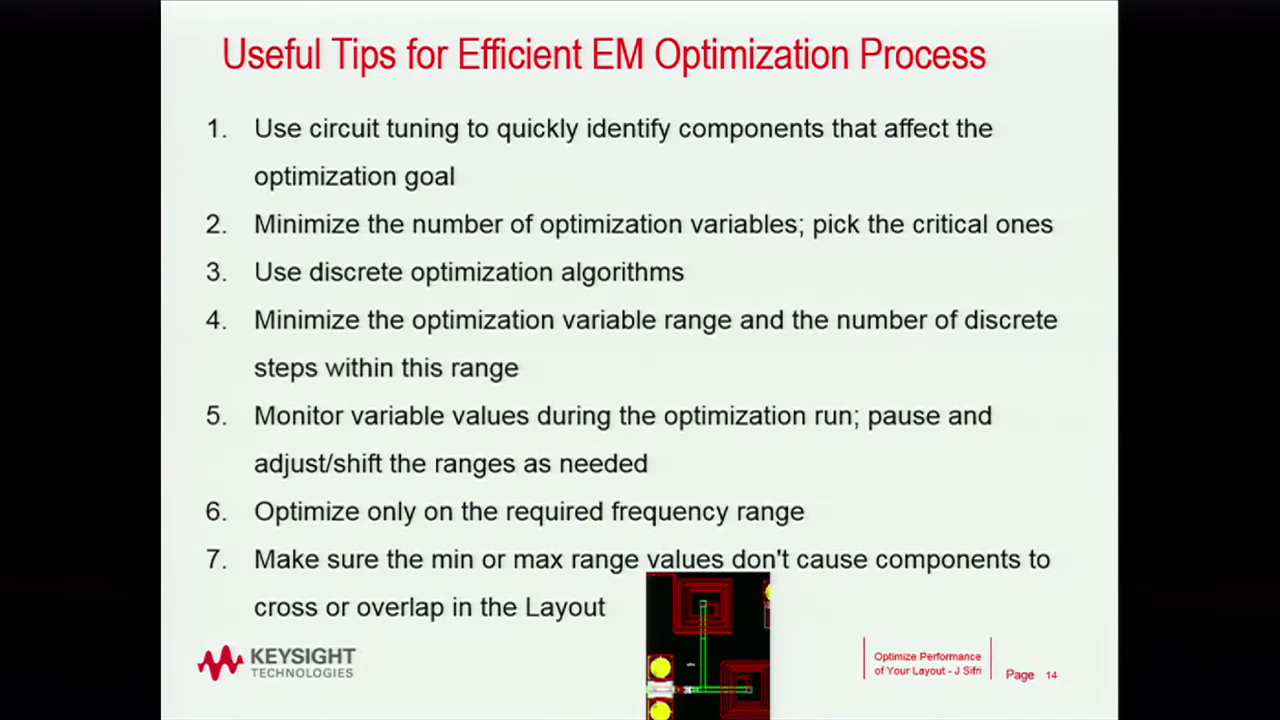 Useful Tips for Efficient EM Optimization Process
1. Use circuit tuning to quickly identify components that affect the
optimization goal
2. Minimize the number of optimization variables; pick the critical ones
3. Use discrete optimization algorithms
4. Minimize the optimization variable range and the number of discrete
steps within this range
5. Monitor variable values during the optimization run; pause and
adjust/shift the ranges as needed
6. Optimize only on the required frequency range
7. Make sure the min or max range values don't cause components to
cross or overlap in the Layout
KEYSIGHT
TECHNOLOGIES
Optimize Performance
of Your Layout - J Sifri
Page 14